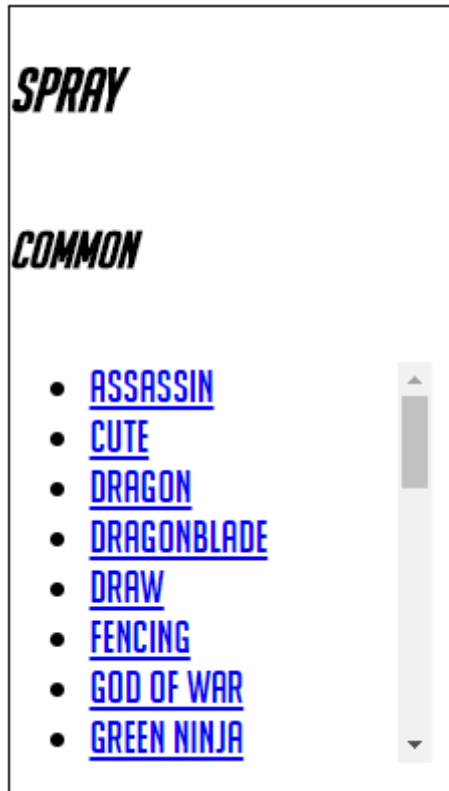 SPRAY
COMMON
ASSASSIN
CUTE
DRAGON
DRAGONBLADE
DRAW
FENCING
GOD OF WAR
GREEN NINJA